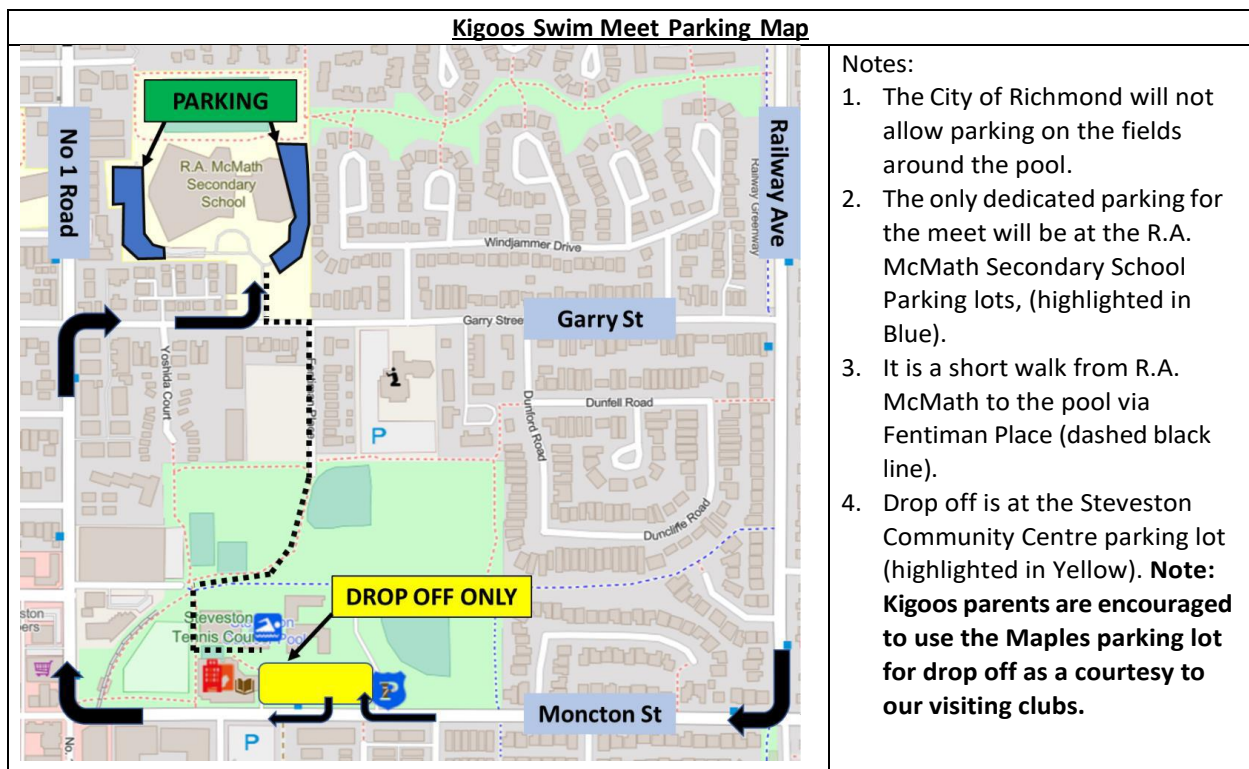 Kigoos Swim Meet Parking Map
PARKING
No 1 Road
R.A. McMath
Secondary
School
Railway Ave
Railway Greenway
Windjammer Drive
Garry Street
Garry St
Yoshida Court
Fentiman Place
Dunford Road
Dunfell Road
P
Duncliffe Road
DROP OFF ONLY
Steveston
Tennis Court
Pool
2
Moncton St
P
No.
Notes:
1. The City of Richmond will not
allow parking on the fields
around the pool.
2. The only dedicated parking for
the meet will be at the R.A.
McMath Secondary School
Parking lots, (highlighted in
Blue).
3. It is a short walk from R.A.
McMath to the pool via
Fentiman Place (dashed black
line).
4. Drop off is at the Steveston
Community Centre parking lot
(highlighted in Yellow). Note:
Kigoos parents are encouraged
to use the Maples parking lot
for drop off as a courtesy to
our visiting clubs.